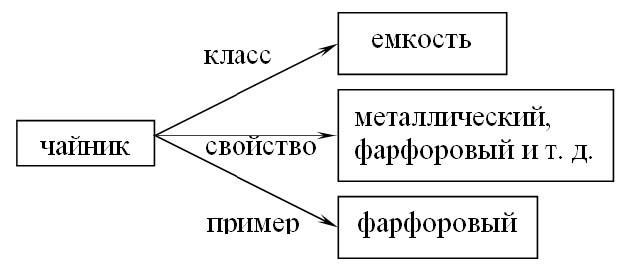 класс
емкость
чайник
свойство
металлический,
фарфоровый и т. д.
пример
фарфоровый